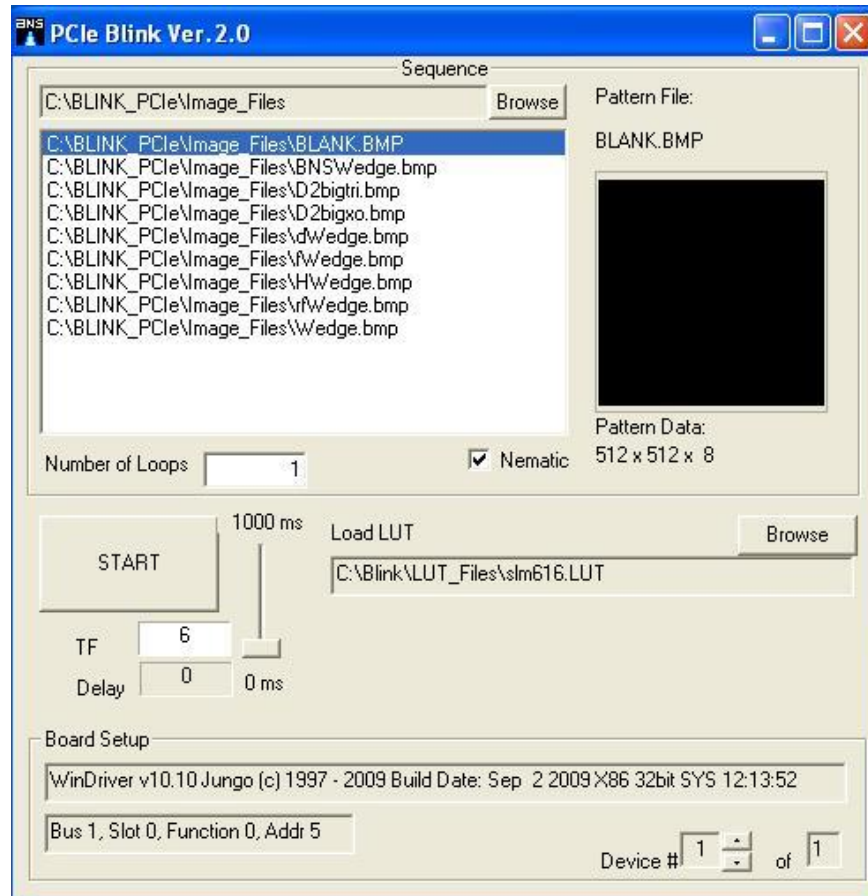 BNS
PCIe Blink Ver. 2.0
Sequence
C:\BLINK_PCIe\Image_Files
Browse
Pattern File:
BLANK.BMP
C:\BLINK_PCIe\Image_Files\BLANK.BMP
C:\BLINK_PCIe\Image_Files\BNSWedge.bmp
C:\BLINK_PCIe\Image_Files\D2bigtri.bmp
C:\BLINK_PCIe\Image_Files\D2bigxo.bmp
C:\BLINK_PCIe\Image_Files\dWedge.bmp
C:\BLINK_PCIe\Image_Files\fWedge.bmp
C:\BLINK_PCIe\Image_Files\HWedge.bmp
C:\BLINK_PCIe\Image_Files\rfWedge.bmp
C:\BLINK_PCIe\Image_Files\Wedge.bmp
Pattern Data:
512 x 512 x 8
Number of Loops
1
Nematic
START
1000 ms
Load LUT
Browse
C:\Blink\LUT_Files\slm616.LUT
TF
6
Delay
0
0 ms
Board Setup
WinDriver v10.10 Jungo (c) 1997 - 2009 Build Date: Sep 2 2009 X86 32bit SYS 12:13:52
Bus 1, Slot 0, Function 0, Addr 5
Device # 1 of 1